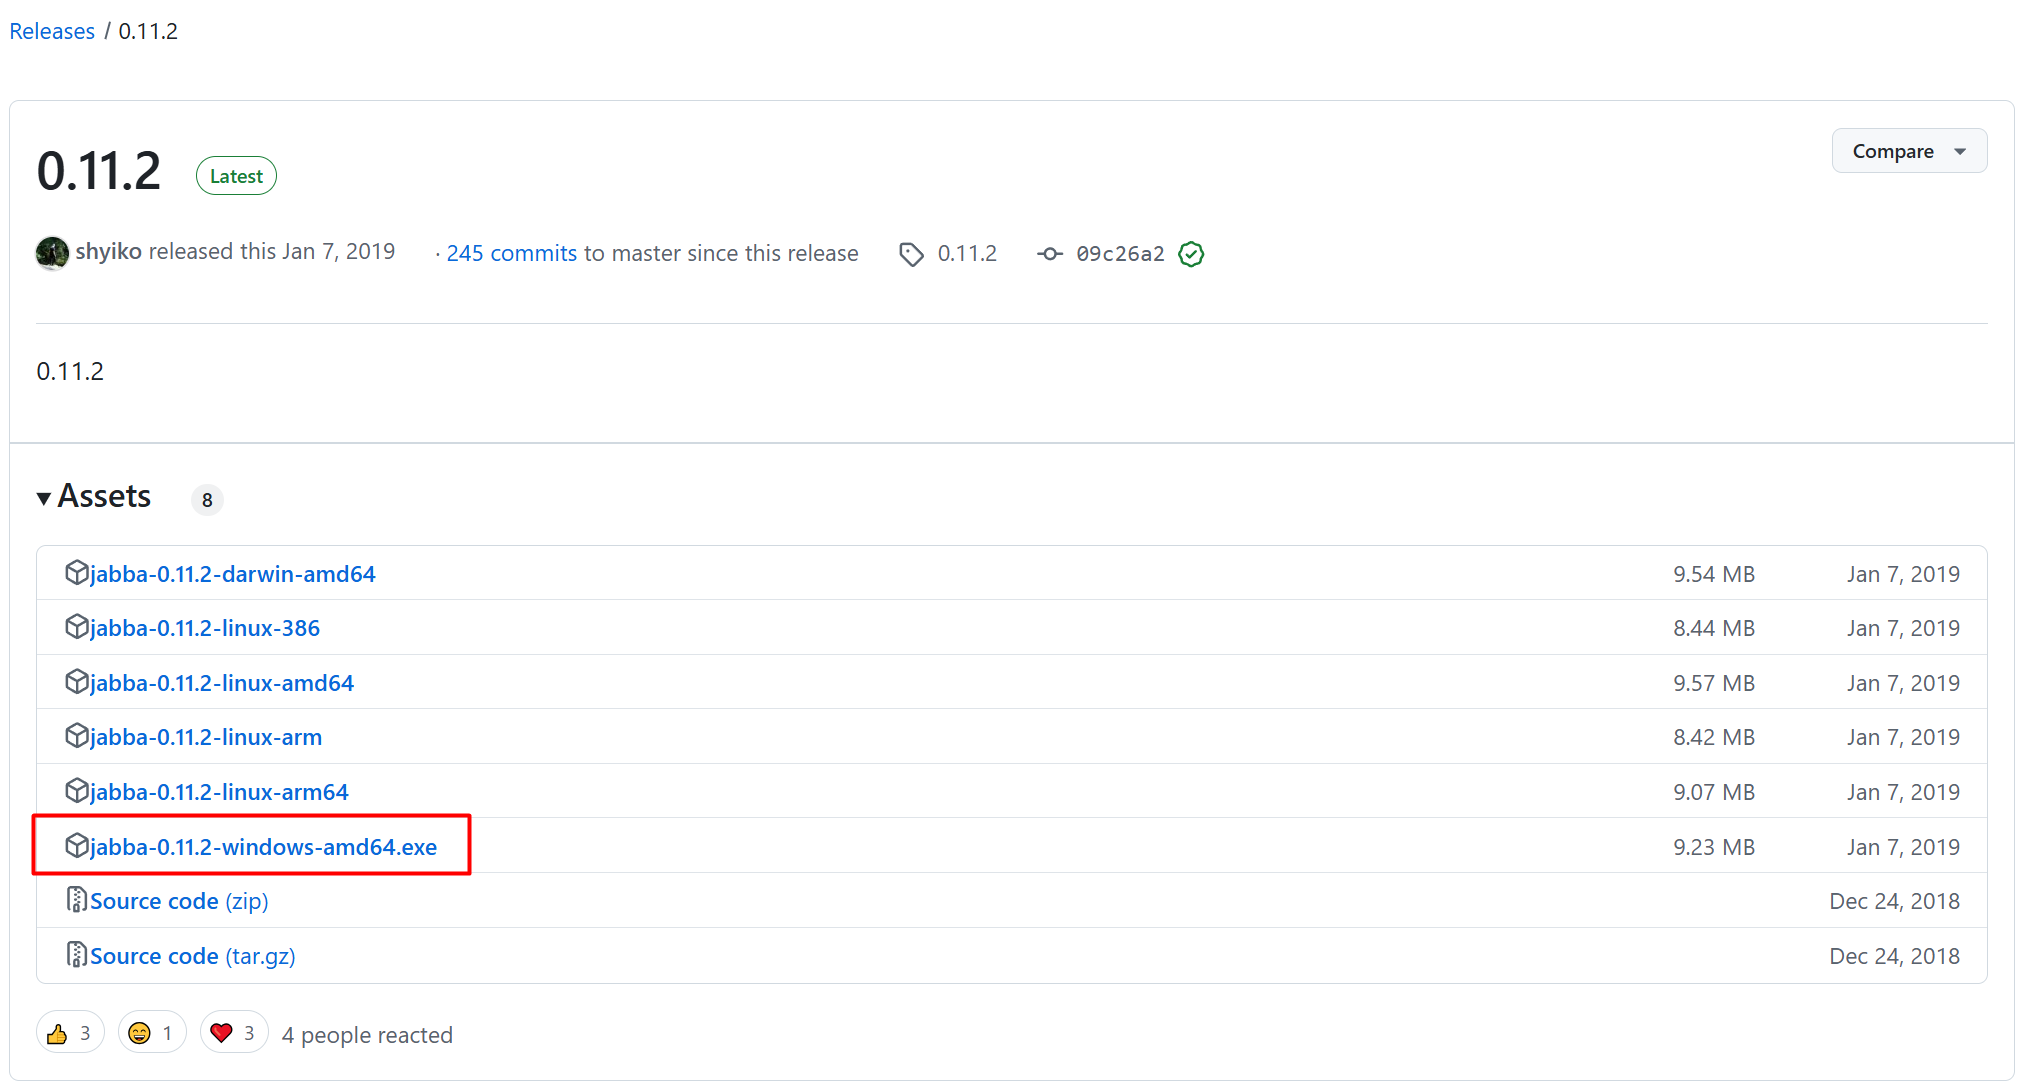 Releases / 0.11.2
0.11.2 Latest Compare
shyiko released this Jan 7, 2019 · 245 commits to master since this release 0.11.2 09c26a2
0.11.2
Assets 8
jabba-0.11.2-darwin-amd64 9.54 MB Jan 7, 2019
jabba-0.11.2-linux-386 8.44 MB Jan 7, 2019
jabba-0.11.2-linux-amd64 9.57 MB Jan 7, 2019
jabba-0.11.2-linux-arm 8.42 MB Jan 7, 2019
jabba-0.11.2-linux-arm64 9.07 MB Jan 7, 2019
jabba-0.11.2-windows-amd64.exe 9.23 MB Jan 7, 2019
Source code (zip) Dec 24, 2018
Source code (tar.gz) Dec 24, 2018
👍 3 😄 1 ❤️ 3 4 people reacted